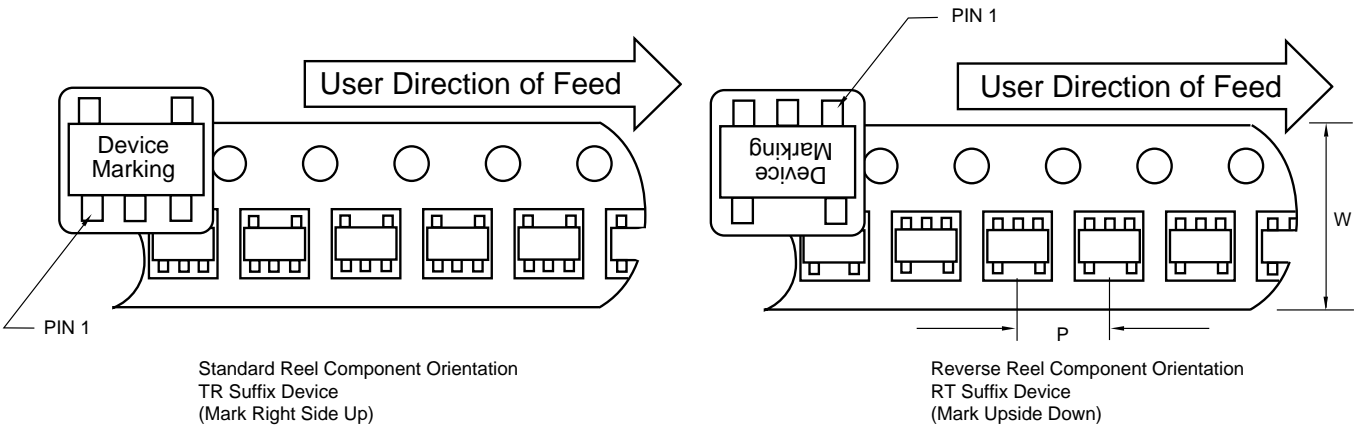 PIN 1
User Direction of Feed
Device
Marking
PIN 1
Standard Reel Component Orientation
TR Suffix Device
(Mark Right Side Up)
User Direction of Feed
Device
Marking
W
P
Reverse Reel Component Orientation
RT Suffix Device
(Mark Upside Down)